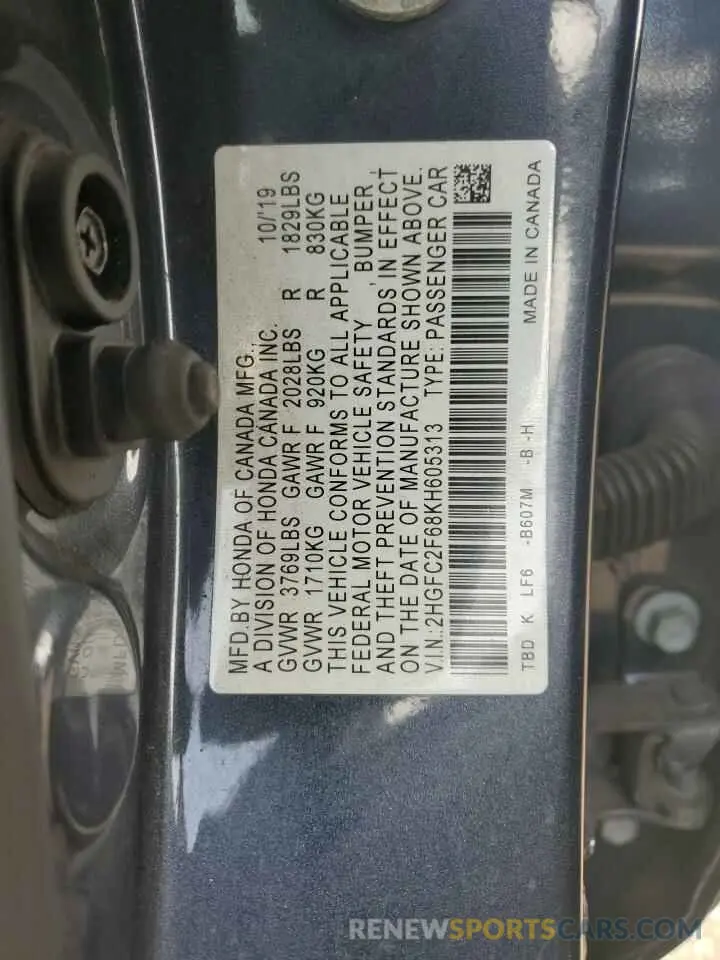 MFD.BY HONDA OF CANADA MFG., 10/'19
A DIVISION OF HONDA CANADA INC.
GVWR 3769LBS GAWR F 2028LBS R 1829LBS
GVWR 1710KG GAWR F 920KG R 830KG
THIS VEHICLE CONFORMS TO ALL APPLICABLE
FEDERAL MOTOR VEHICLE SAFETY , BUMPER ,
AND THEFT PREVENTION STANDARDS IN EFFECT
ON THE DATE OF MANUFACTURE SHOWN ABOVE.
V.I.N.:2HGFC2F68KH605313 TYPE: PASSENGER CAR
TBD K LF6 -B607M -B -H MADE IN CANADA
RENEWSPORTSCARS.COM